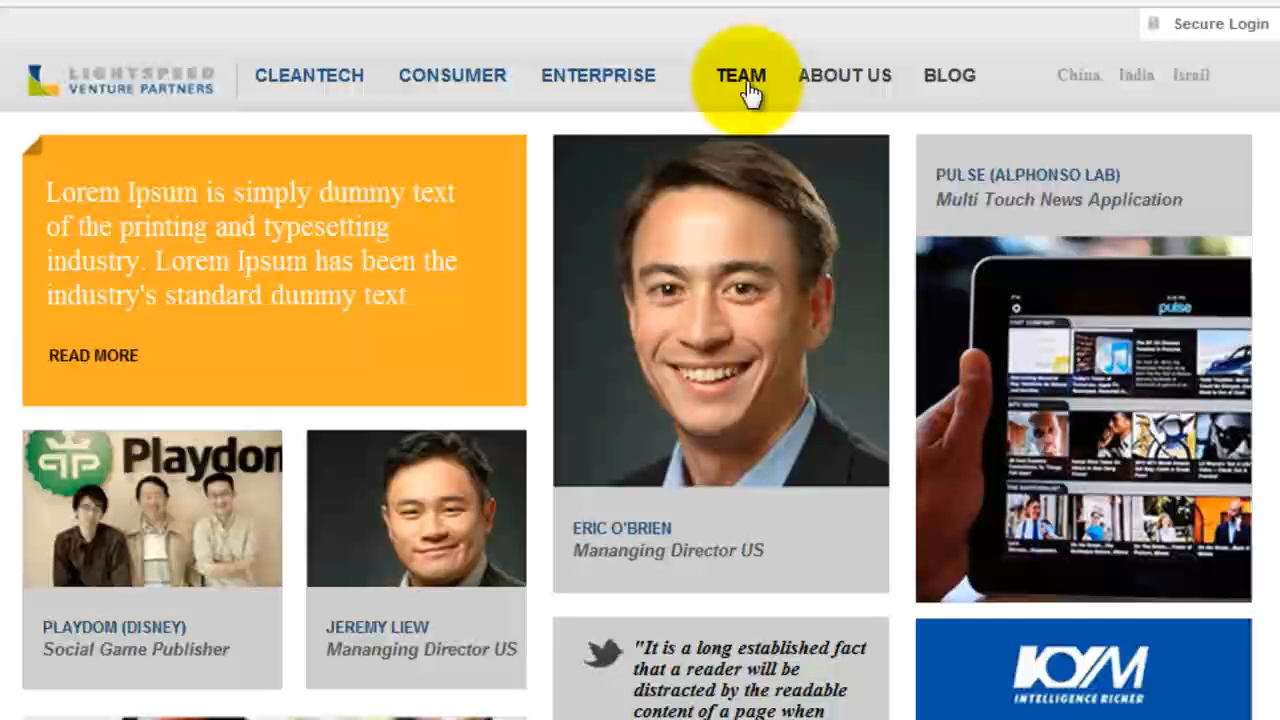 Secure Login
LIGHTSPEED
VENTURE PARTNERS
CLEANTECH
CONSUMER
ENTERPRISE
TEAM
ABOUT US
BLOG
China
India
Israil
Lorem Ipsum is simply dummy text
of the printing and typesetting
industry. Lorem Ipsum has been the
industry's standard dummy text
READ MORE
Playdom
PLAYDOM (DISNEY)
Social Game Publisher
JEREMY LIEW
Mananging Director US
ERIC O'BRIEN
Mananging Director US
"It is a long established fact
that a reader will be
distracted by the readable
content of a page when
PULSE (ALPHONSO LAB)
Multi Touch News Application
pulse
INTELLIGENCE RICHER